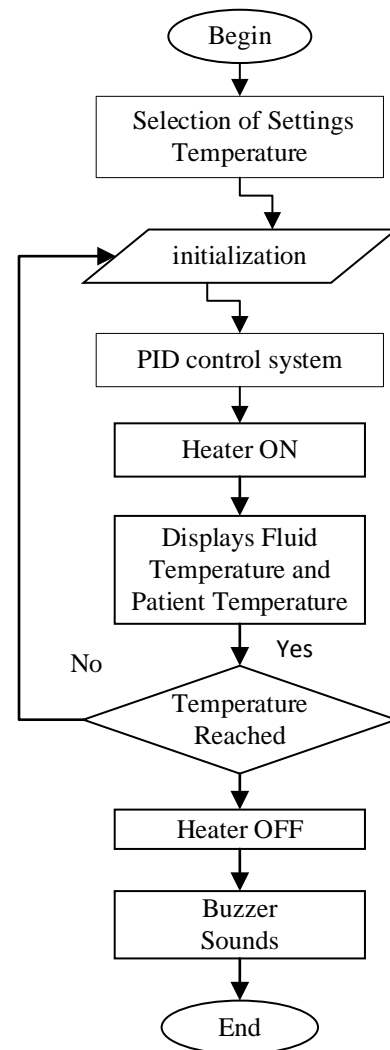 Begin
Selection of Settings
Temperature
initialization
PID control system
Heater ON
Displays Fluid
Temperature and
Patient Temperature
Yes
No
Temperature
Reached
Heater OFF
Buzzer
Sounds
End